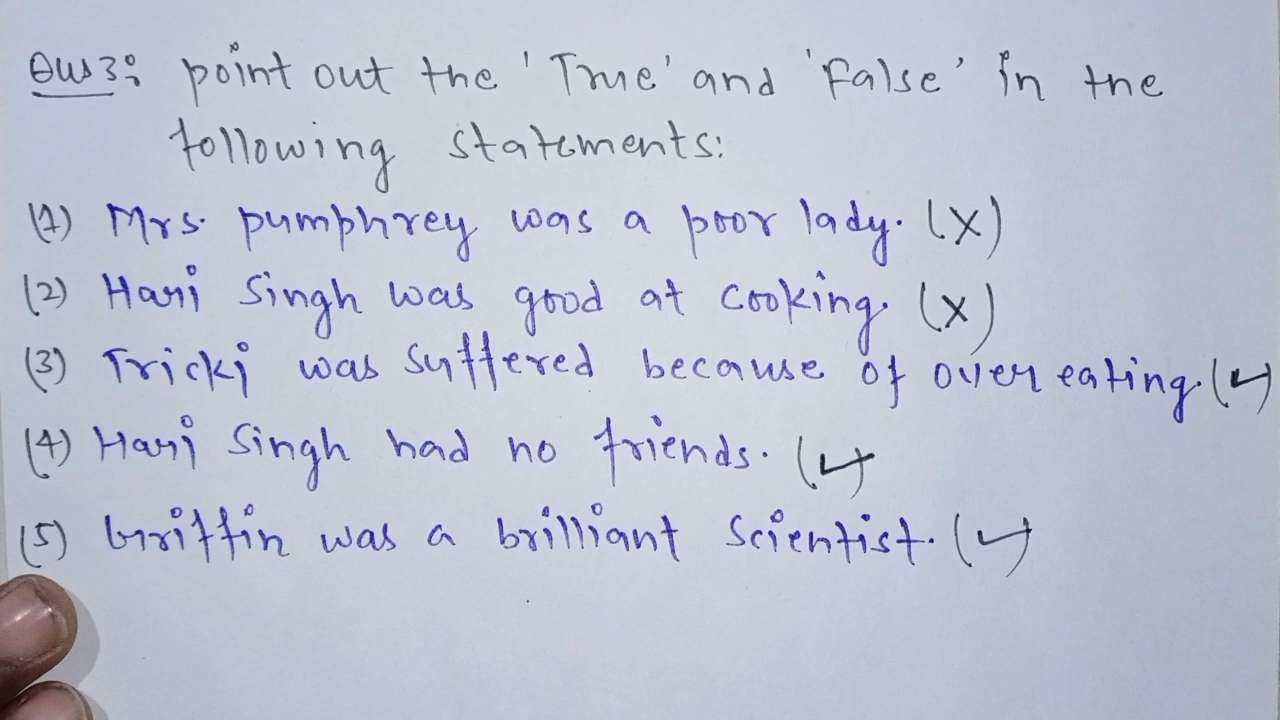 Qus 3: point out the 'True' and 'False' in the
following statements:
(1) Mrs. pumphrey was a poor lady. (X)
(2) Hari Singh was good at cooking. (X)
(3) Tricki was suffered because of over eating. (✓)
(4) Hari Singh had no friends. (✓)
(5) Griffin was a brilliant scientist. (✓)